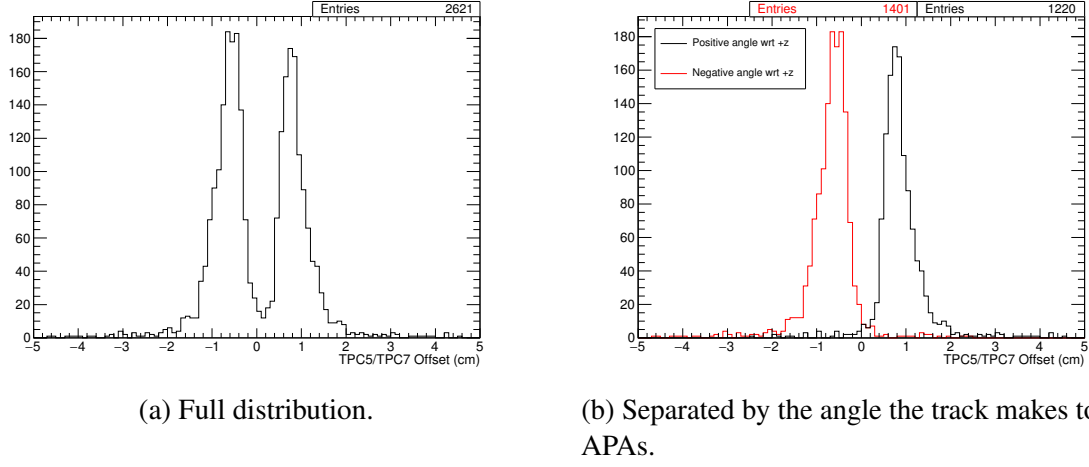 Entries 2621
180
160
140
120
100
80
60
40
20
0
−5 −4 −3 −2 −1 0 1 2 3 4 5
TPC5/TPC7 Offset (cm)
(a) Full distribution.
Entries 1401
Entries 1220
Positive angle wrt +z
Negative angle wrt +z
180
160
140
120
100
80
60
40
20
0
−5 −4 −3 −2 −1 0 1 2 3 4 5
TPC5/TPC7 Offset (cm)
(b) Separated by the angle the track makes to
APAs.